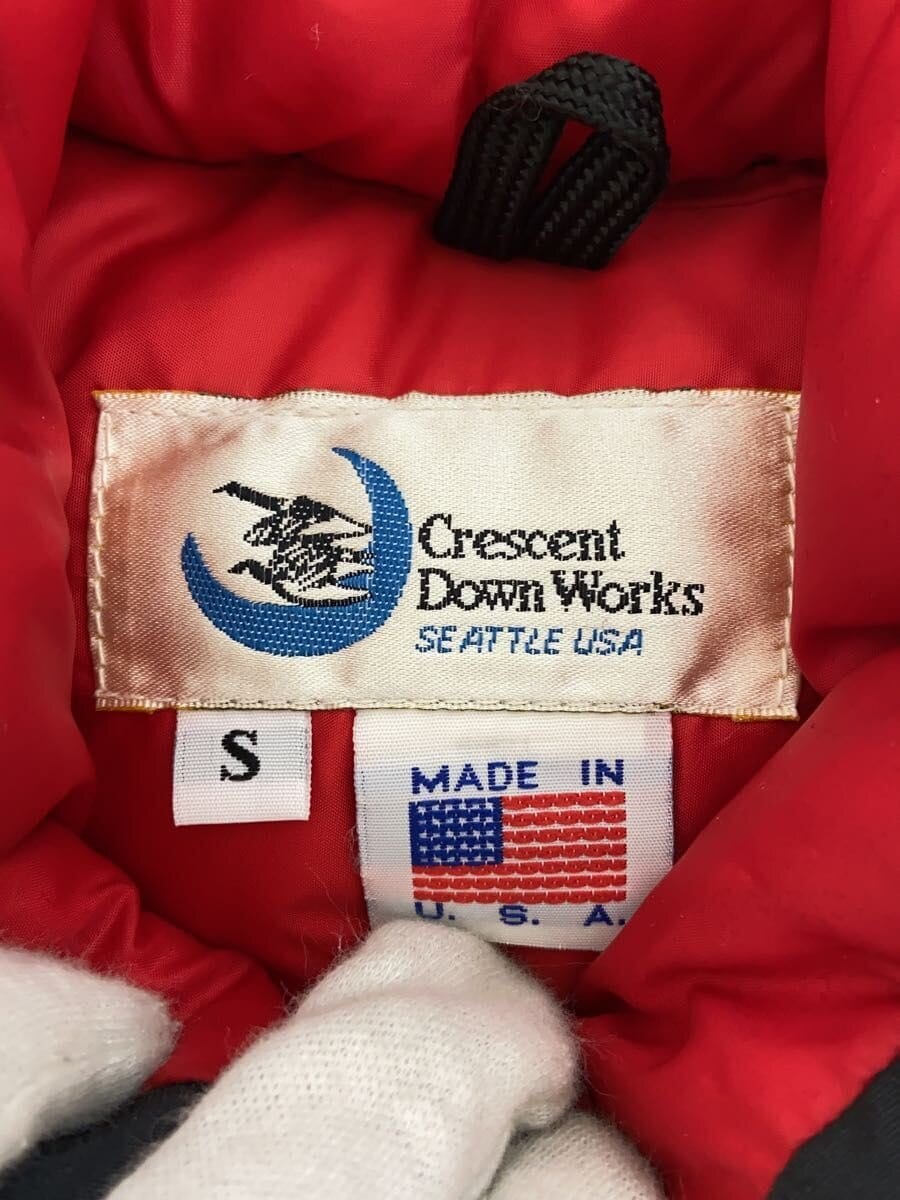 Crescent
Down Works
SEATTLE USA
S
MADE IN
U. S. A.